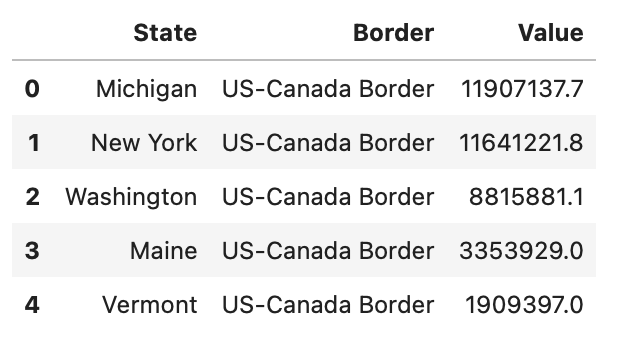 State Border Value
0 Michigan US-Canada Border 11907137.7
1 New York US-Canada Border 11641221.8
2 Washington US-Canada Border 8815881.1
3 Maine US-Canada Border 3353929.0
4 Vermont US-Canada Border 1909397.0